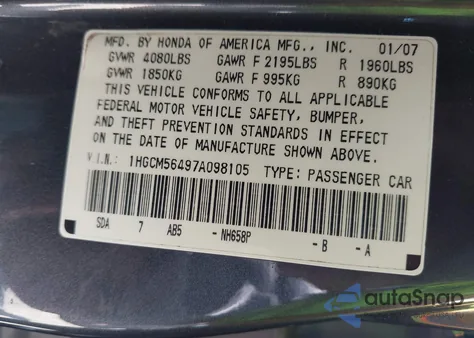 MFD. BY HONDA OF AMERICA MFG., INC. 01/07
GVWR 4080LBS GAWR F 2195LBS R 1960LBS
GVWR 1850KG GAWR F 995KG R 890KG
THIS VEHICLE CONFORMS TO ALL APPLICABLE
FEDERAL MOTOR VEHICLE SAFETY, BUMPER,
AND THEFT PREVENTION STANDARDS IN EFFECT
ON THE DATE OF MANUFACTURE SHOWN ABOVE.
V.I.N.: 1HGCM56497A098105 TYPE: PASSENGER CAR
SDA 7 AB5 -NH658P -B -A
autoSnap